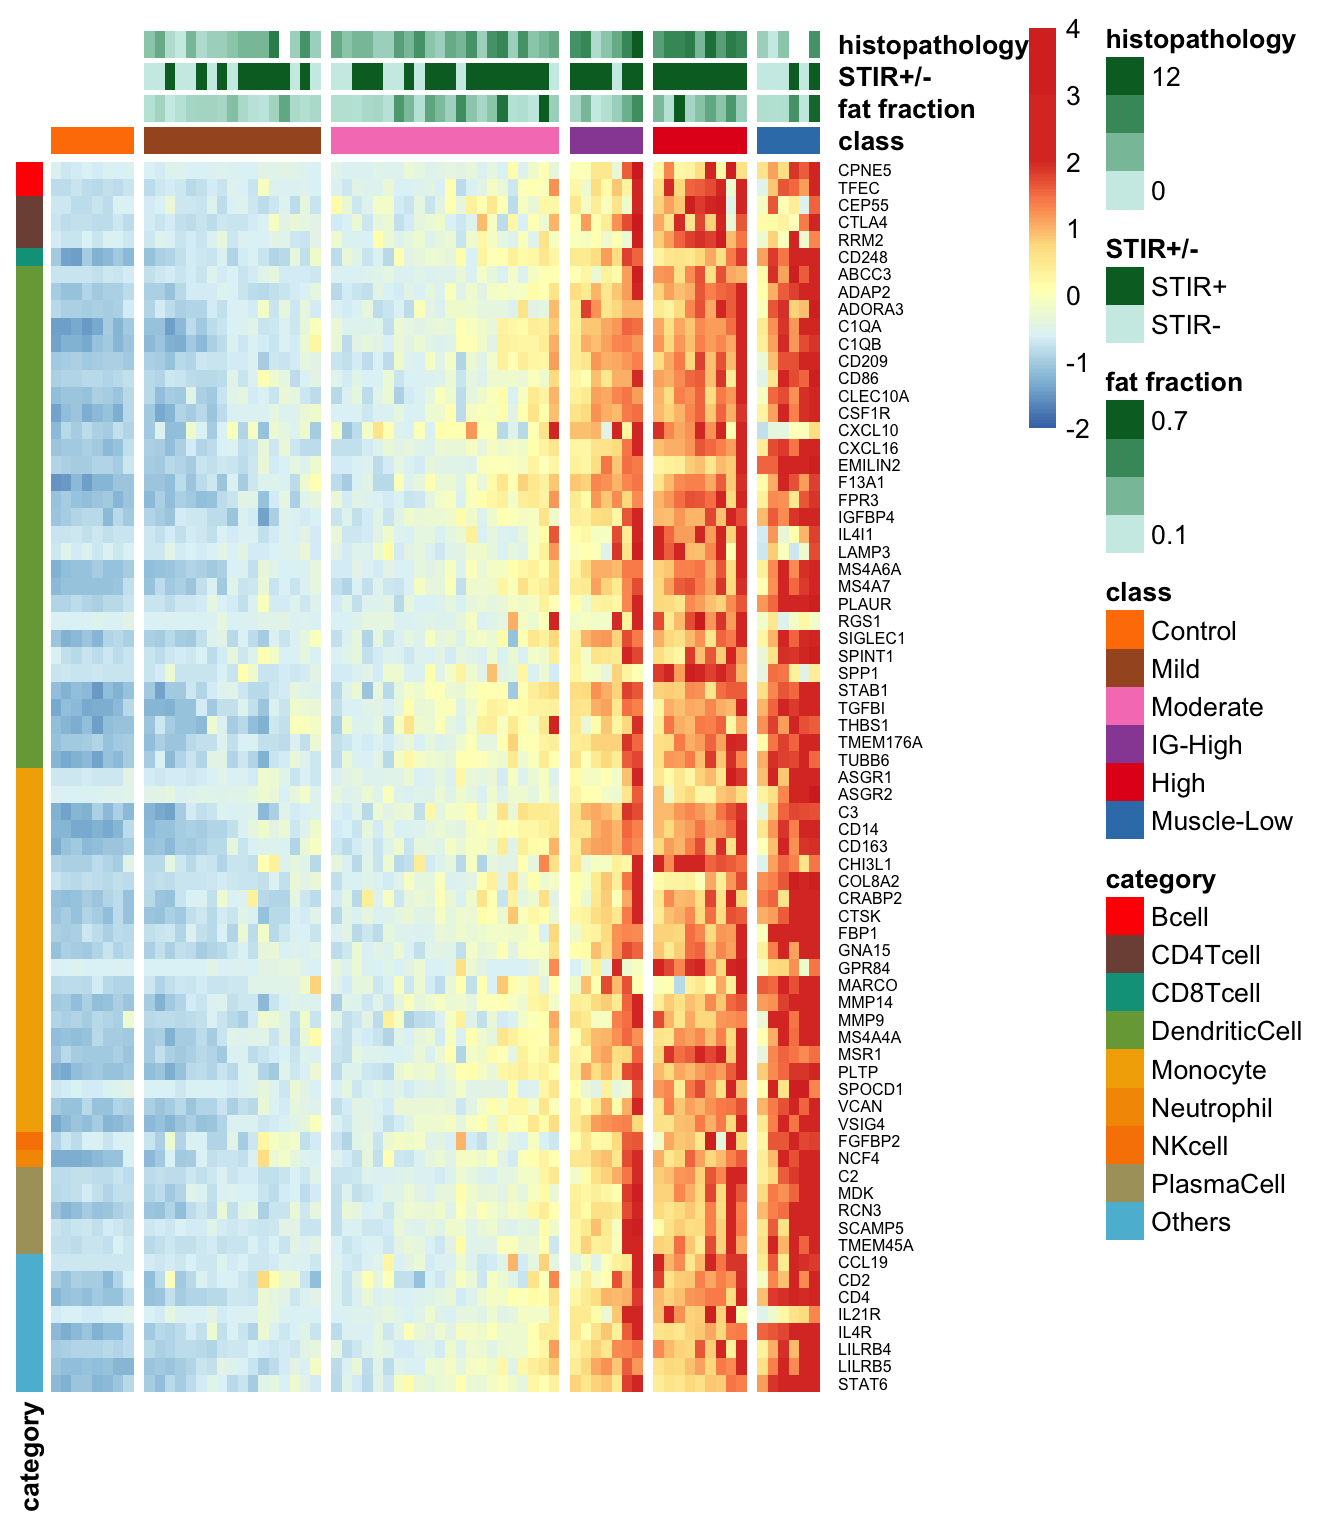 histopathology
STIR+/-
fat fraction
class
CPNE5
TFEC
CEP55
CTLA4
RRM2
CD248
ABCC3
ADAP2
ADORA3
C1QA
C1QB
CD209
CD86
CLEC10A
CSF1R
CXCL10
CXCL16
EMILIN2
F13A1
FPR3
IGFBP4
IL4I1
LAMP3
MS4A6A
MS4A7
PLAUR
RGS1
SIGLEC1
SPINT1
SPP1
STAB1
TGFBI
THBS1
TMEM176A
TUBB6
ASGR1
ASGR2
C3
CD14
CD163
CHI3L1
COL8A2
CRABP2
CTSK
FBP1
GNA15
GPR84
MARCO
MMP14
MMP9
MS4A4A
MSR1
PLTP
SPOCD1
VCAN
VSIG4
FGFBP2
NCF4
C2
MDK
RCN3
SCAMP5
TMEM45A
CCL19
CD2
CD4
IL21R
IL4R
LILRB4
LILRB5
STAT6
category
4
3
2
1
0
-1
-2
histopathology
12
0
STIR+/-
STIR+
STIR-
fat fraction
0.7
0.1
class
Control
Mild
Moderate
IG-High
High
Muscle-Low
category
Bcell
CD4Tcell
CD8Tcell
DendriticCell
Monocyte
Neutrophil
NKcell
PlasmaCell
Others